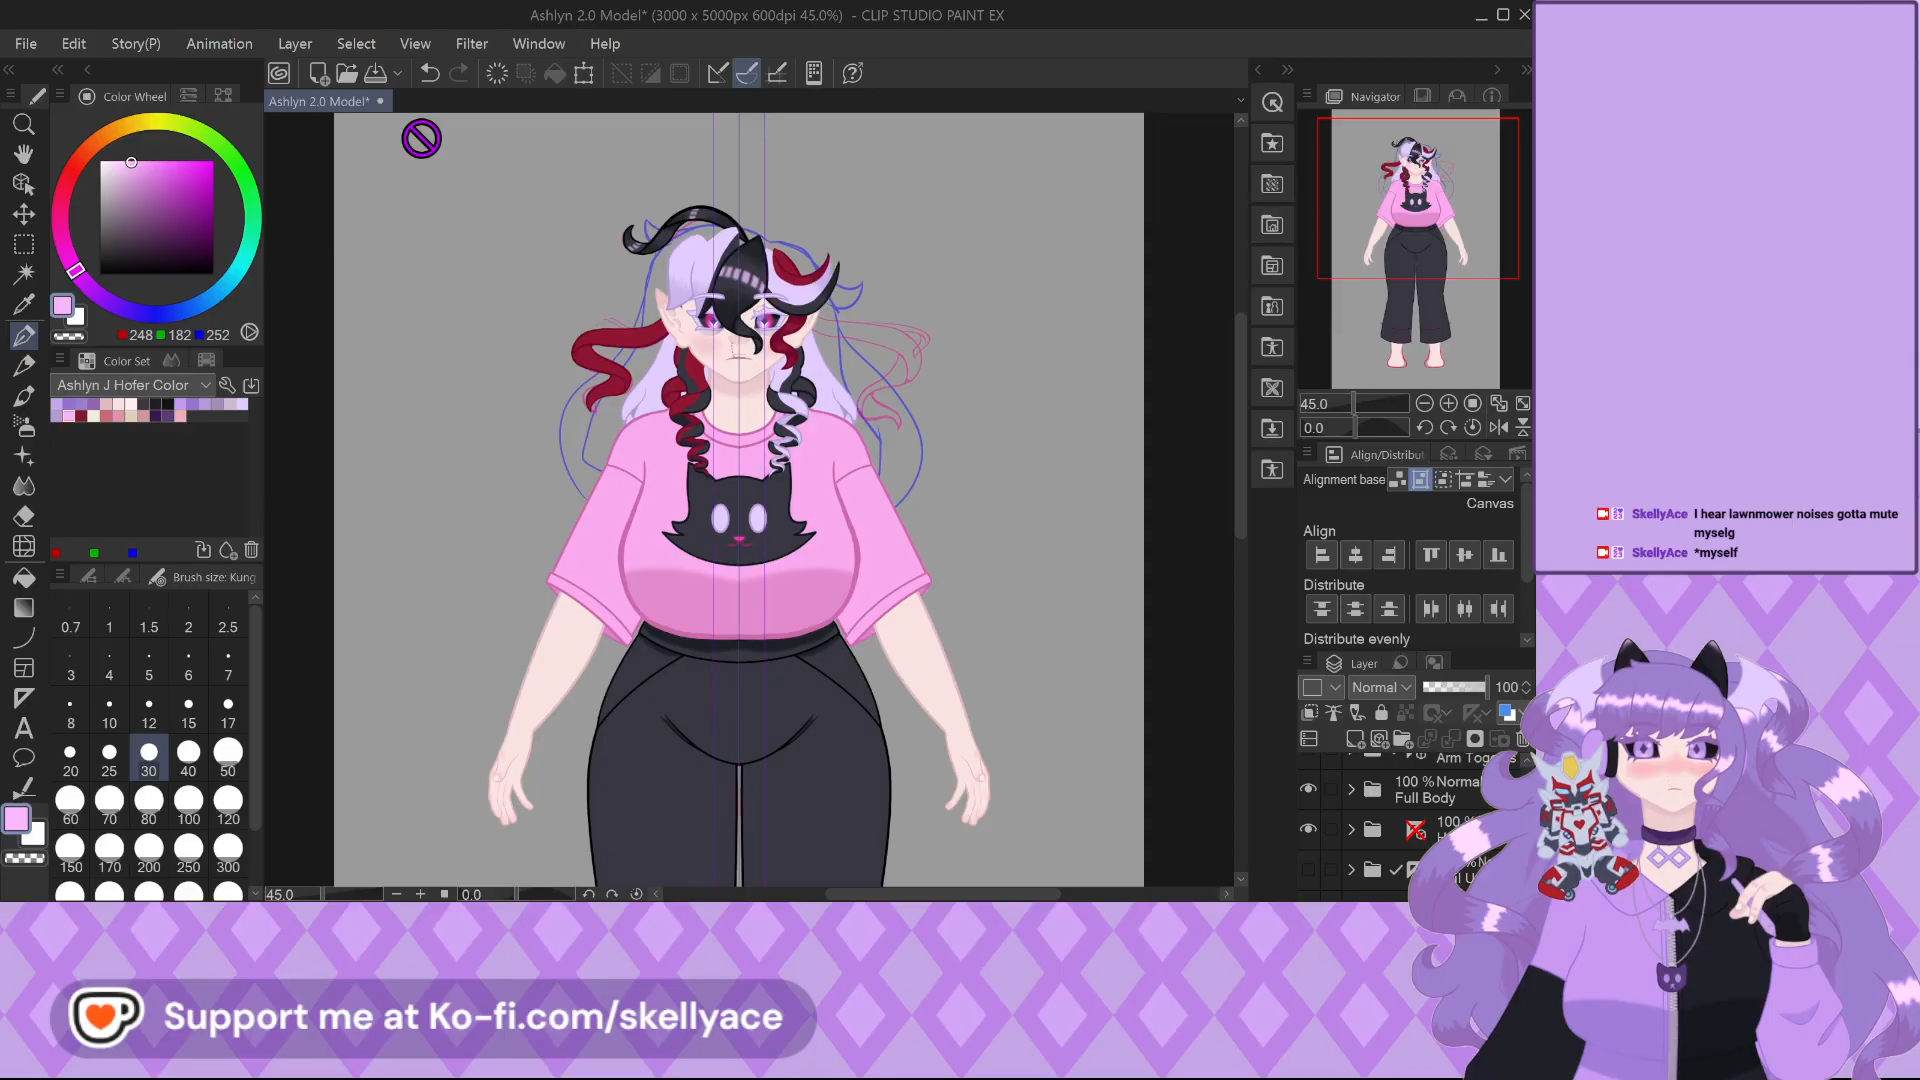 Ashlyn 2.0 Model* (3000 x 5000px 600dpi 45.0%) - CLIP STUDIO PAINT EX
File Edit Story(P) Animation Layer Select View Filter Window Help
Color Wheel
Ashlyn 2.0 Model*
Navigator
248 182 252
Color Set
Ashlyn J Hofer Color
45.0
0.0
Align/Distribut
Alignment base
Canvas
Align
Distribute
Distribute evenly
Brush size: Kung
0.7 1 1.5 2 2.5
3 4 5 6 7
8 10 12 15 17
20 25 30 40 50
60 70 80 100 120
150 170 200 250 300
Layer
Normal 100
Arm Togg
100 % Normal
Full Body
100 %
45.0 0.0
SkellyAce I hear lawnmower noises gotta mute
myselg
SkellyAce *myself
Support me at Ko-fi.com/skellyace